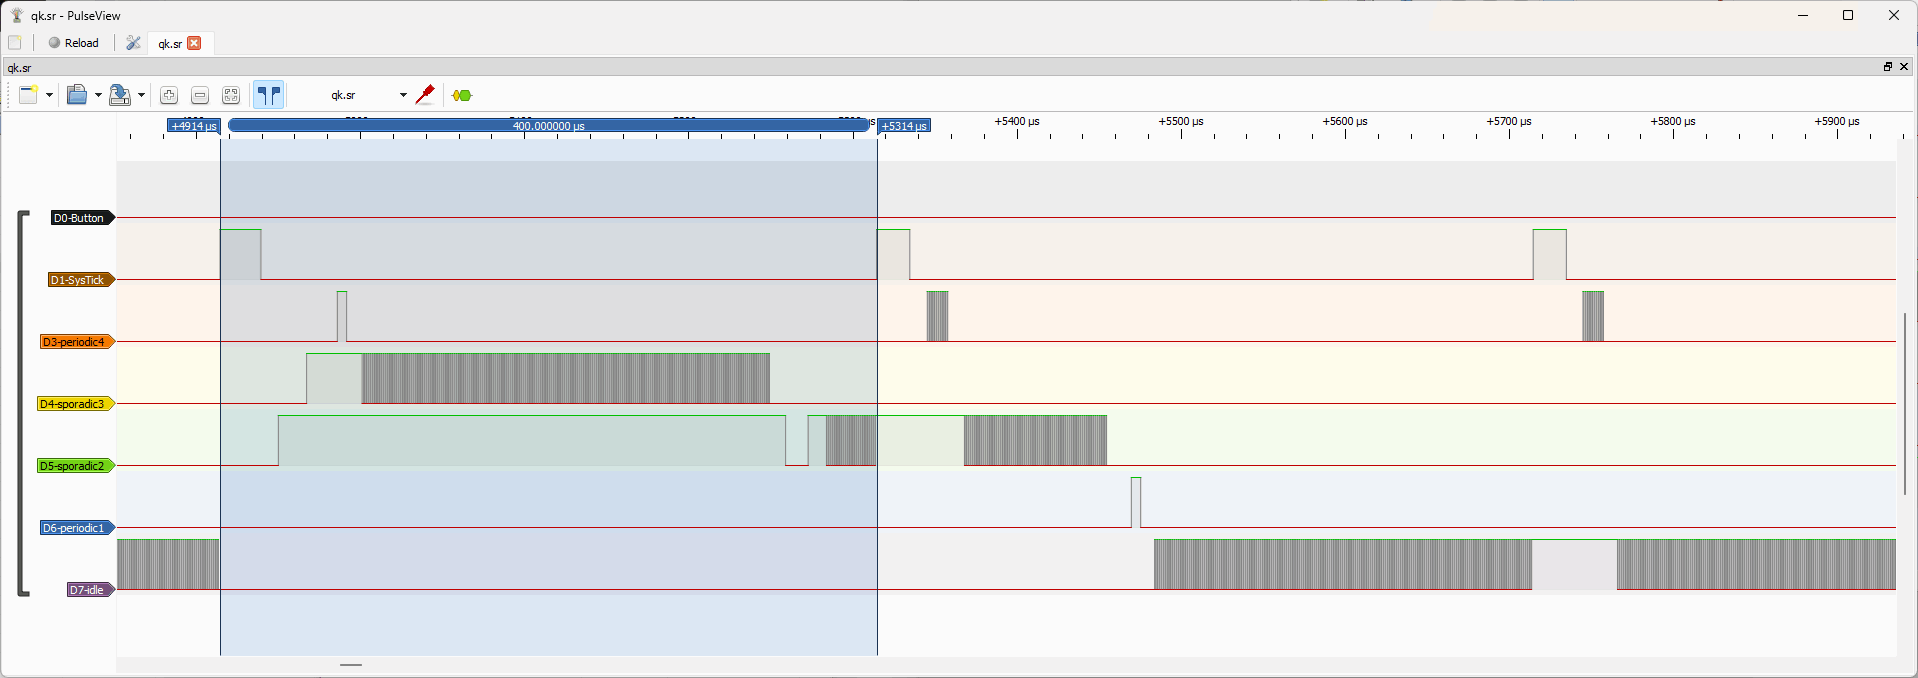 qk.sr - PulseView
Reload
qk.sr
qk.sr
qk.sr
+4914 µs
400.000000 µs
µs
+5314 µs
+5400 µs
+5500 µs
+5600 µs
+5700 µs
+5800 µs
+5900 µs
D0-Button
D1-SysTick
D3-periodic4
D4-sporadic3
D5-sporadic2
D6-periodic1
D7-idle